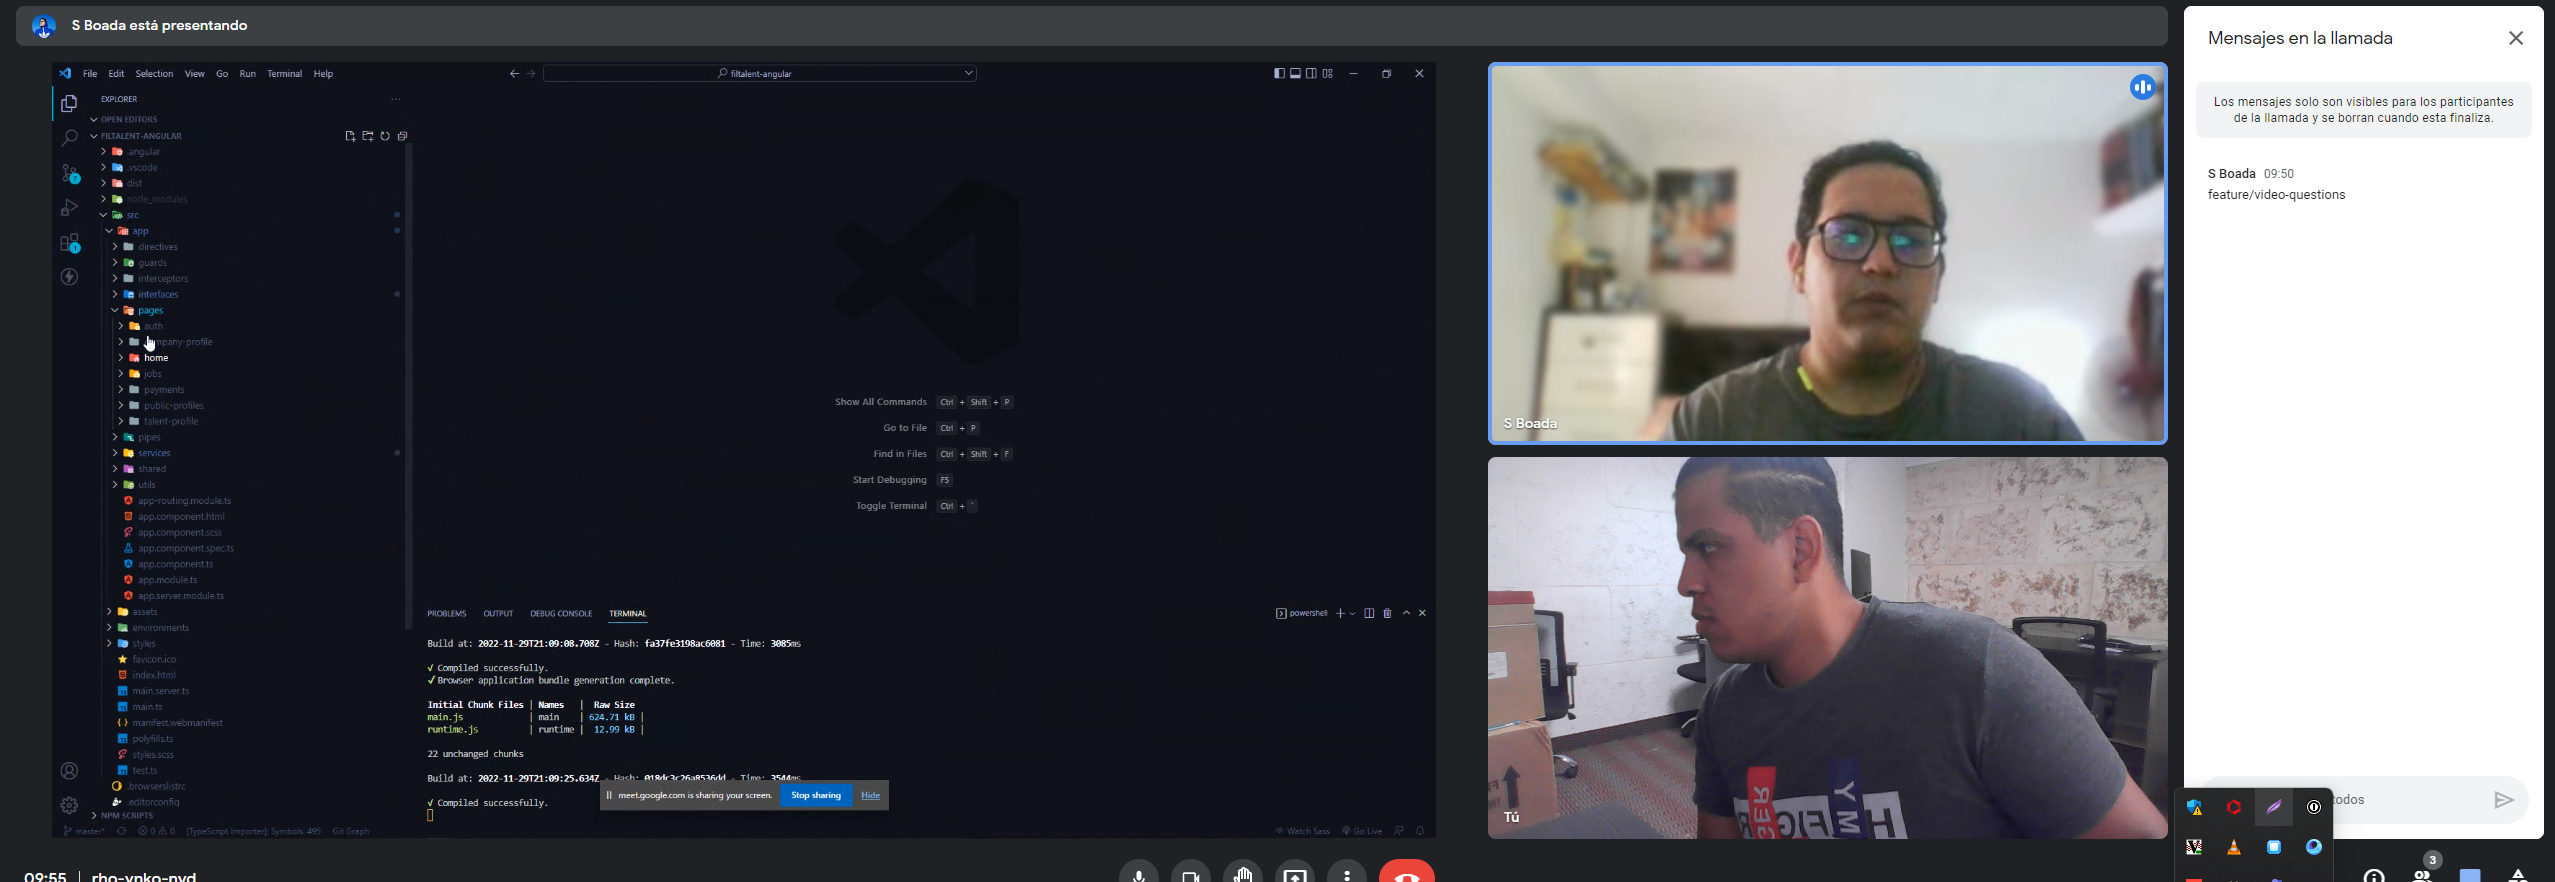 S Boada está presentando
File Edit Selection View Go Run Terminal Help
filtalent-angular
EXPLORER
OPEN EDITORS
FILTALENT-ANGULAR
.angular
.vscode
dist
node_modules
src
app
directives
guards
interceptors
interfaces
pages
auth
home
jobs
payments
public-profiles
talent-profile
pipes
services
shared
utils
app-routing.module.ts
app.component.html
app.component.scss
app.component.spec.ts
app.component.ts
app.module.ts
app.server.module.ts
assets
environments
styles
favicon.ico
index.html
main.server.ts
main.ts
manifest.webmanifest
polyfills.ts
styles.scss
test.ts
.browserslistrc
.editorconfig
NPM SCRIPTS
master* 0 0 [TypeScript Importer]: Symbols: 495 Git Graph
Show All Commands Ctrl + Shift + P
Go to File Ctrl + P
Find in Files Ctrl + Shift + F
Start Debugging F5
Toggle Terminal Ctrl + `
PROBLEMS OUTPUT DEBUG CONSOLE TERMINAL
powershell
Build at: 2022-11-29T21:09:08.708Z - Hash: fa37fe3198ac6081 - Time: 3085ms
√ Compiled successfully.
✓ Browser application bundle generation complete.
Initial Chunk Files | Names | Raw Size
main.js | main | 624.71 kB |
runtime.js | runtime | 12.99 kB |
22 unchanged chunks
Build at: 2022-11-29T21:09:25.634Z - Hash: 018dc3c26a8536dd - Time: 3544ms
√ Compiled successfully.
meet.google.com is sharing your screen. Stop sharing Hide
Watch Sass Go Live
S Boada
Tú
Mensajes en la llamada
Los mensajes solo son visibles para los participantes
de la llamada y se borran cuando esta finaliza.
S Boada 09:50
feature/video-questions
todos
3
09:55 | rho-vnko-nvd